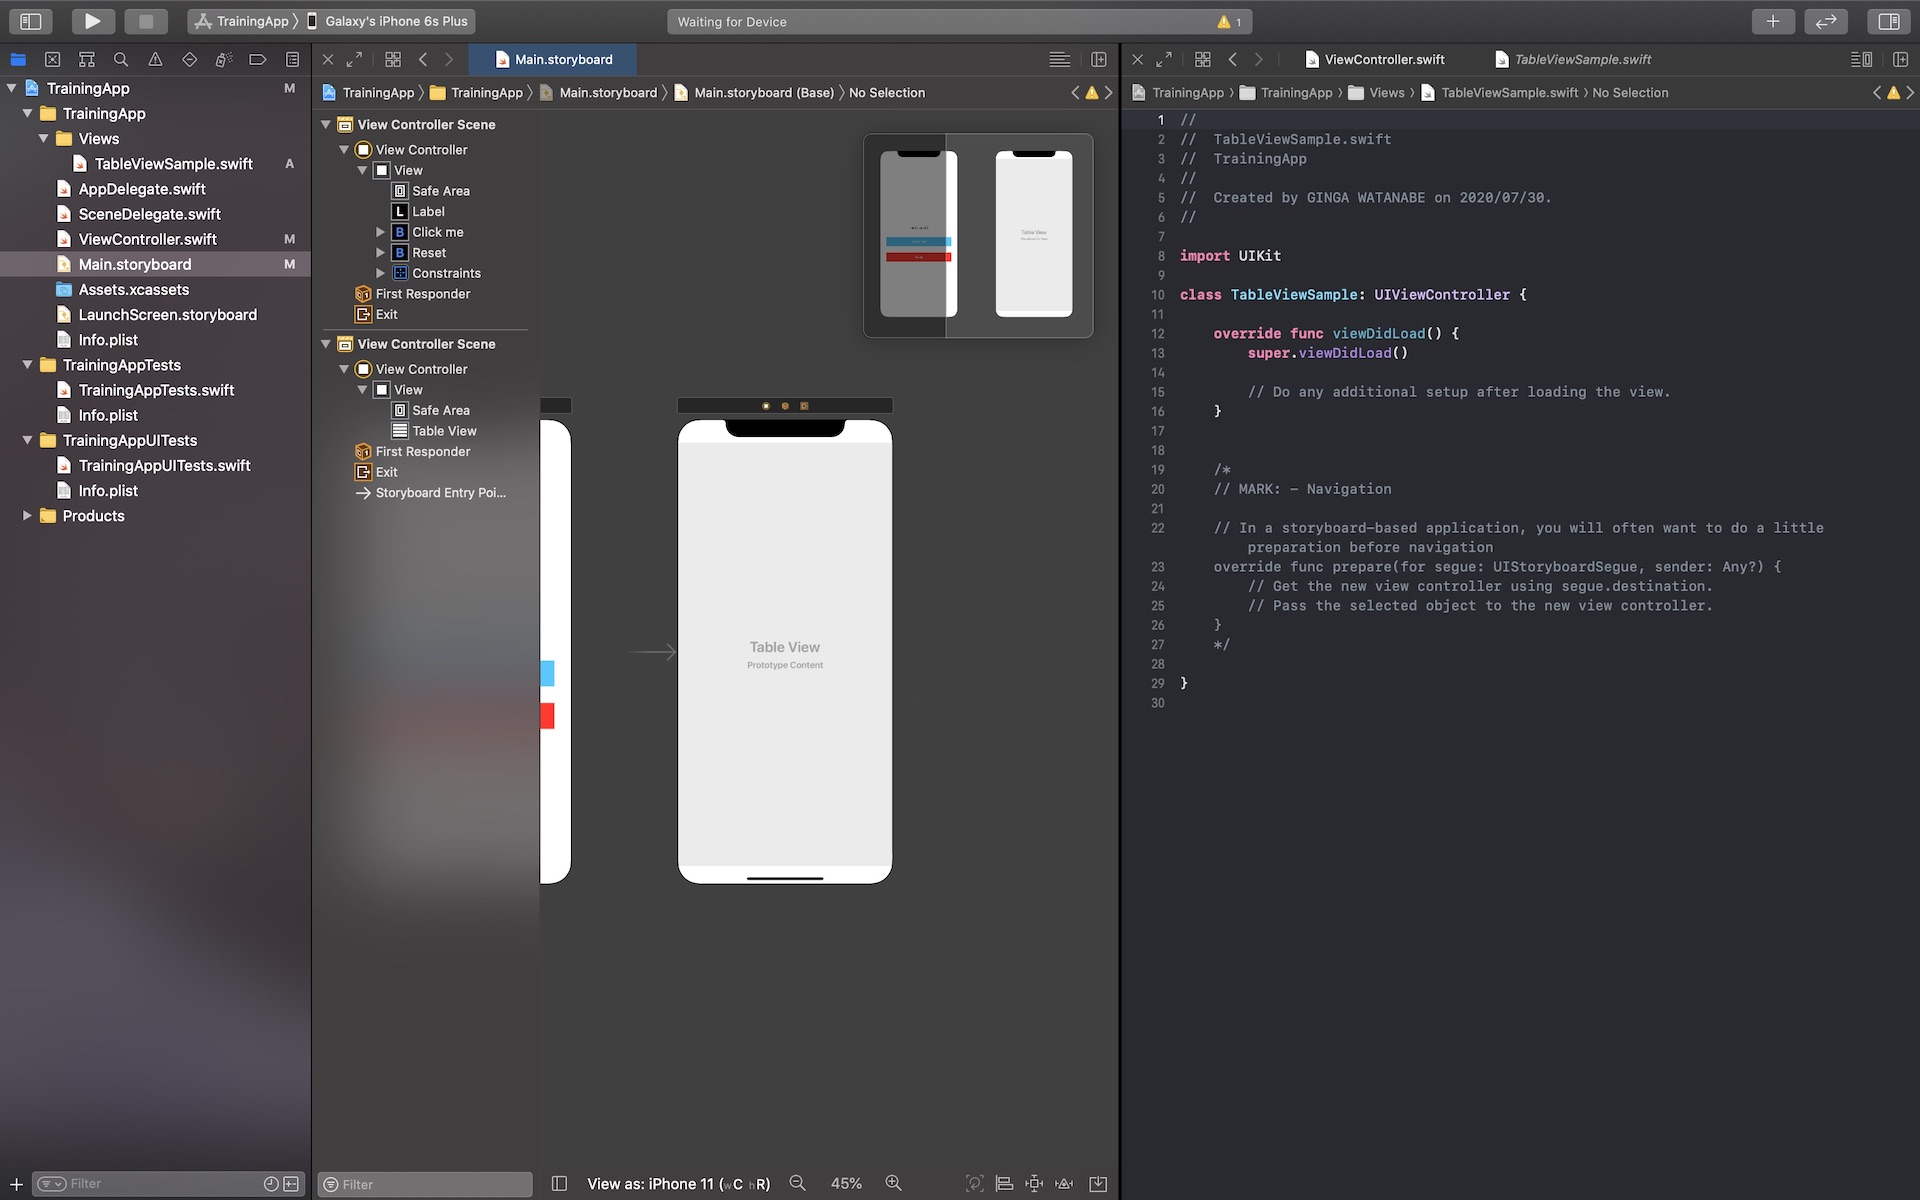 TrainingApp
Galaxy's iPhone 6s Plus
Waiting for Device
1
TrainingApp M
TrainingApp
Views
TableViewSample.swift A
AppDelegate.swift
SceneDelegate.swift
ViewController.swift M
Main.storyboard M
Assets.xcassets
LaunchScreen.storyboard
Info.plist
TrainingAppTests
TrainingAppTests.swift
Info.plist
TrainingAppUITests
TrainingAppUITests.swift
Info.plist
Products
Filter
Main.storyboard
TrainingApp
TrainingApp
Main.storyboard
Main.storyboard (Base)
No Selection
View Controller Scene
View Controller
View
Safe Area
L Label
B Click me
B Reset
Constraints
First Responder
Exit
View Controller Scene
View Controller
View
Safe Area
Table View
First Responder
Exit
Storyboard Entry Poi...
Filter
Table View
Table View
Prototype Content
View as: iPhone 11 (wC hR)
45%
ViewController.swift
TableViewSample.swift
TrainingApp
TrainingApp
Views
TableViewSample.swift
No Selection
1 //
2 //  TableViewSample.swift
3 //  TrainingApp
4 //
5 //  Created by GINGA WATANABE on 2020/07/30.
6 //
7
8 import UIKit
9
10 class TableViewSample: UIViewController {
11
12     override func viewDidLoad() {
13         super.viewDidLoad()
14
15         // Do any additional setup after loading the view.
16     }
17
18
19     /*
20     // MARK: - Navigation
21
22     // In a storyboard-based application, you will often want to do a little
preparation before navigation
23     override func prepare(for segue: UIStoryboardSegue, sender: Any?) {
24         // Get the new view controller using segue.destination.
25         // Pass the selected object to the new view controller.
26     }
27     */
28
29 }
30